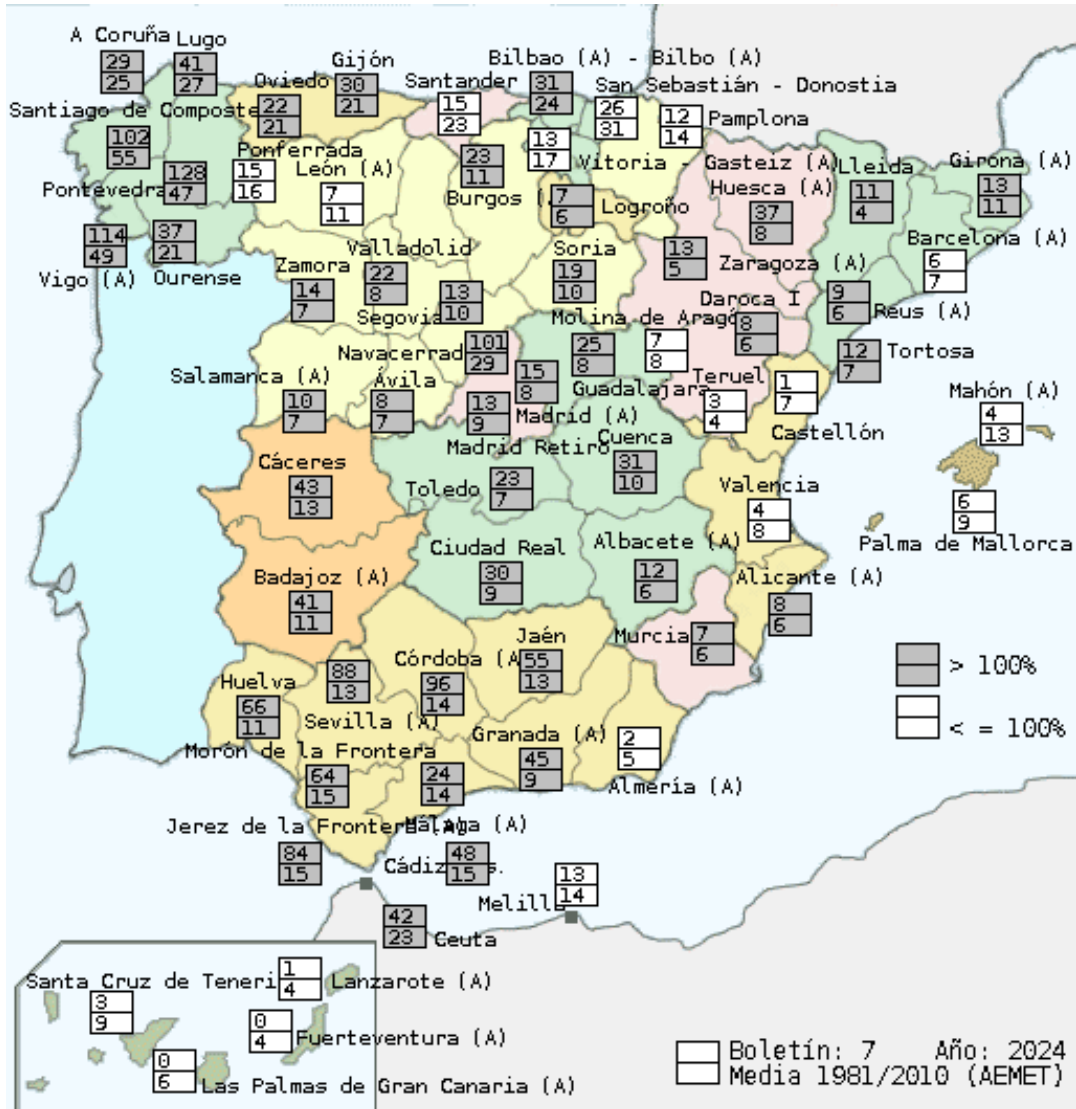 A Coruña
29
25
Lugo
41
27
Gijón
30
21
Oviedo
22
21
Santander
15
23
Bilbao (A) - Bilbo (A)
31
24
San Sebastián - Donostia
26
31
12
14
Pamplona
Santiago de Composte
102
55
128
47
Pontevedra
Ponferrada
15
16
León (A)
7
11
23
11
Burgos (
13
17
Vitoria - Gasteiz (A)
7
6
Logroño
Huesca (A)
37
8
Lleida
11
4
Girona (A)
13
11
Barcelona (A)
6
7
114
49
Vigo (A)
37
21
Ourense
Zamora
14
7
Valladolid
22
8
Segovia
13
10
Soria
19
10
13
5
Zaragoza (A)
Daroca I
8
6
9
6
Reus (A)
12
7
Tortosa
Molina de Aragó
7
8
Navacerrad
101
29
25
8
Guadalajara
15
8
Madrid (A)
13
9
Madrid Retiro
Salamanca (A)
10
7
Ávila
8
7
Teruel
3
4
1
7
Castellón
Mahón (A)
4
13
6
9
Palma de Mallorca
Cáceres
43
13
Toledo
23
7
Cuenca
31
10
Valencia
4
8
Badajoz (A)
41
11
Ciudad Real
30
9
Albacete (A)
12
6
Alicante (A)
8
6
Murcia
7
6
Huelva
66
11
88
13
Sevilla (A)
Córdoba (A
96
14
Jaén
55
13
Granada (A)
45
9
2
5
Almería (A)
Morón de la Frontera
64
15
24
14
Málaga (A)
Jerez de la Frontera (A)
84
15
Cádiz
s.
48
15
Melilla
13
14
42
23
Ceuta
> 100%
< = 100%
Santa Cruz de Teneri
3
9
1
4
Lanzarote (A)
0
4
Fuerteventura (A)
0
6
Las Palmas de Gran Canaria (A)
Boletín: 7 Año: 2024
Media 1981/2010 (AEMET)